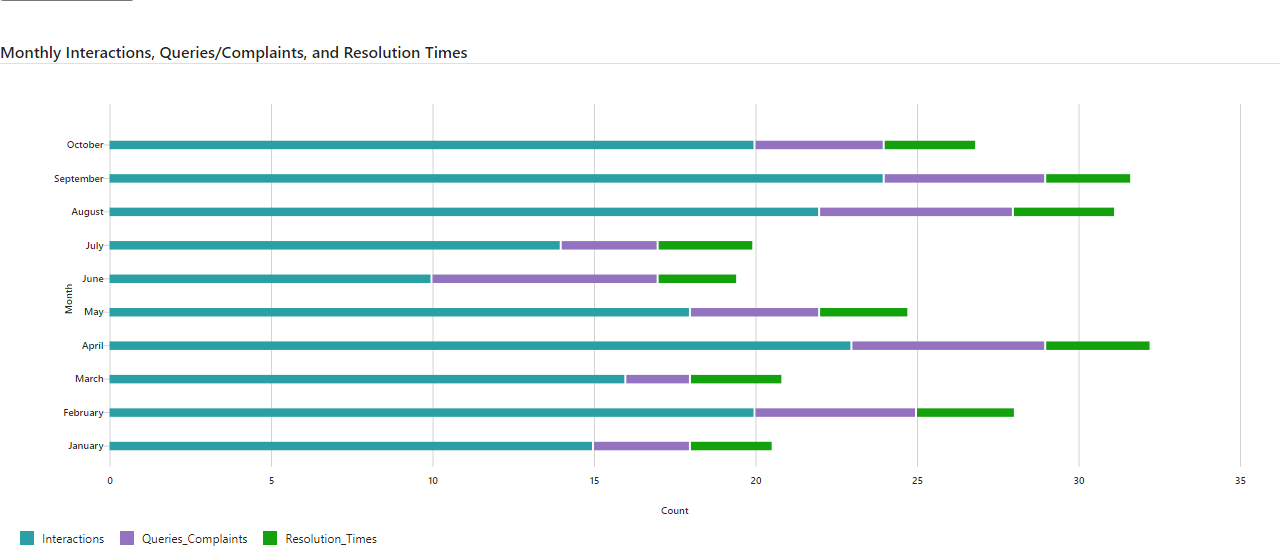 Monthly Interactions, Queries/Complaints, and Resolution Times
October
September
August
July
June
May
April
March
February
January
Month
0 5 10 15 20 25 30 35
Count
Interactions Queries_Complaints Resolution_Times